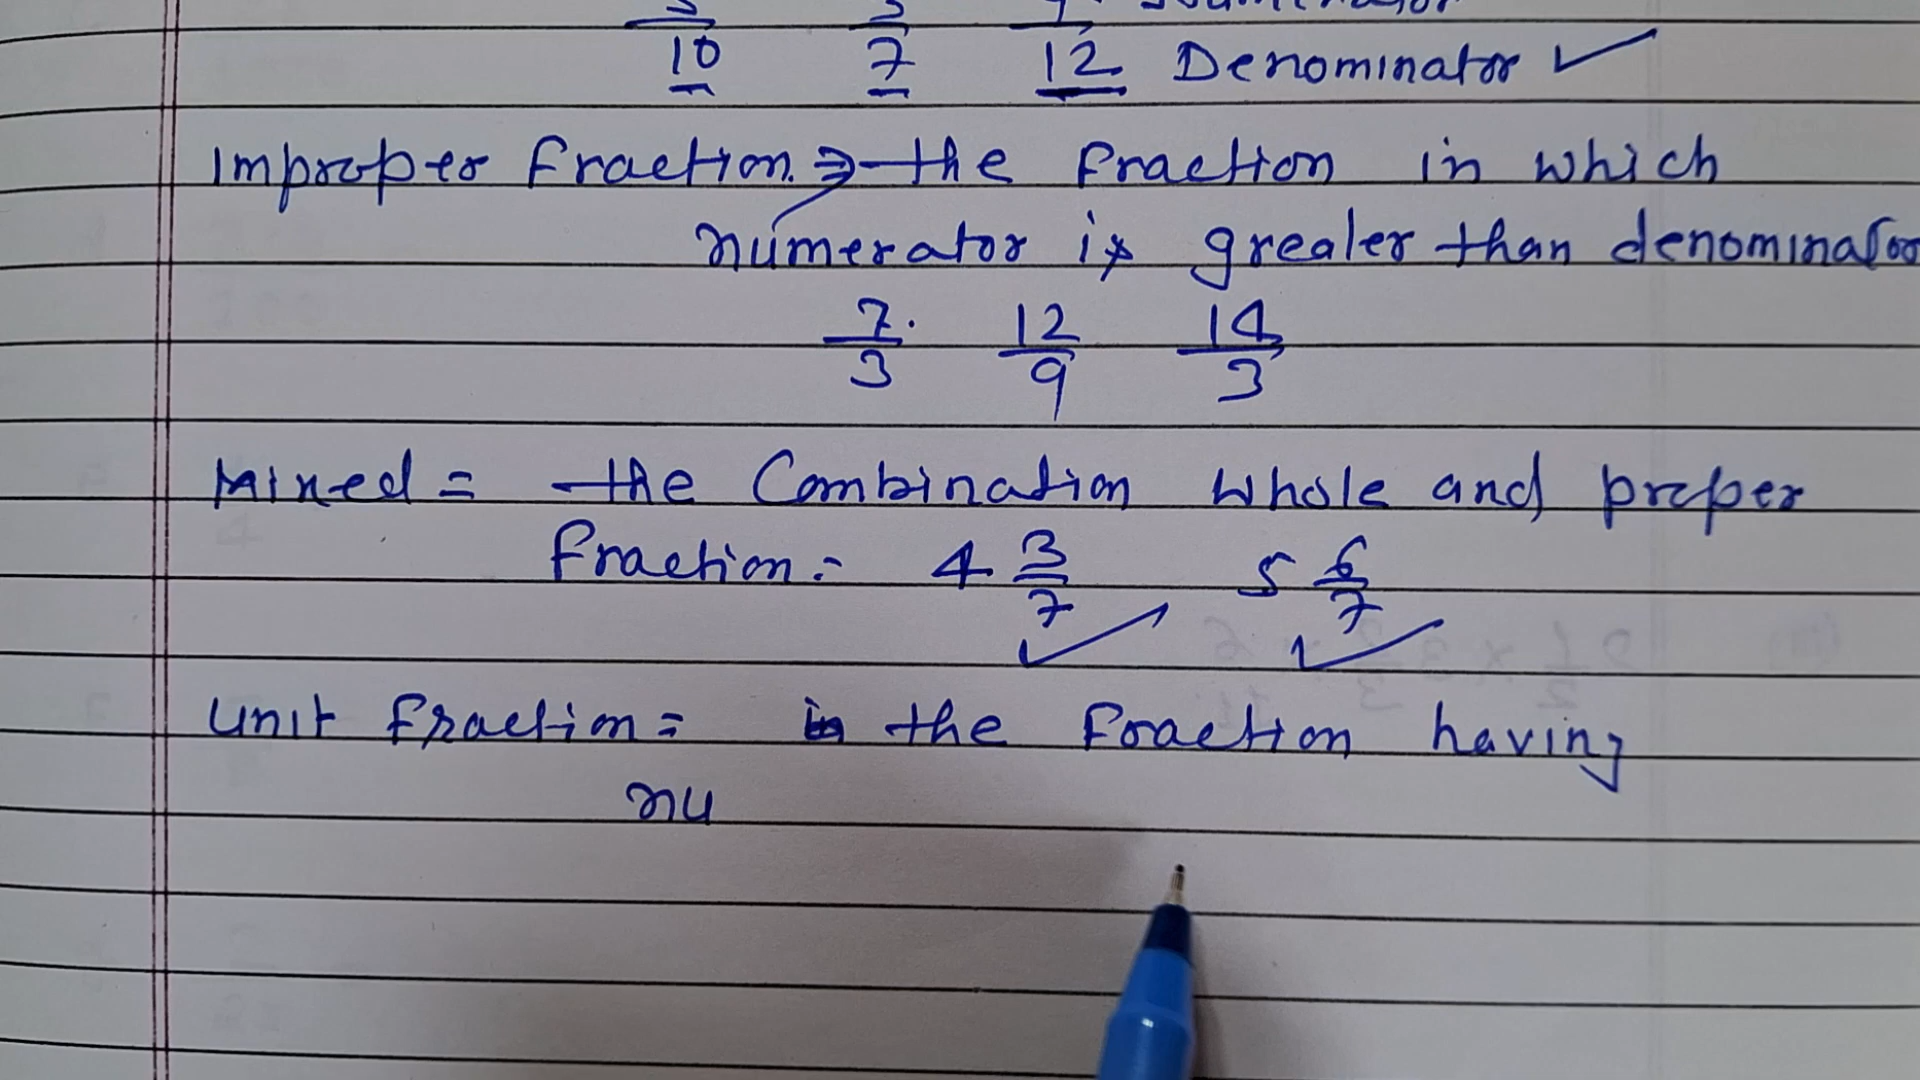 10 7 12 Denominator ✓
Improper fraction. ⇒ the fraction in which
numerator is greater than denominator
7/3 12/9 14/3
Mixed = the Combination whole and proper
fraction = 4 3/7 5 6/7
unit fraction = the fraction having
nu